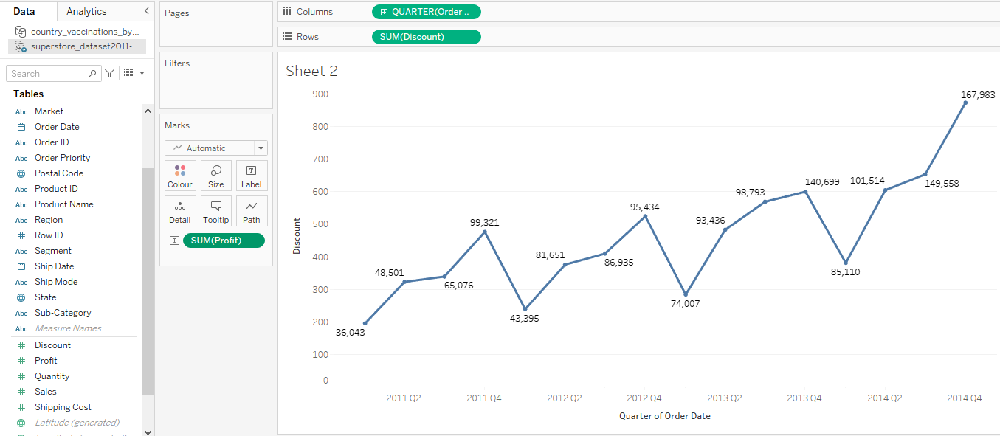 Data
Analytics
country_vaccinations_by...
superstore_dataset2011-...
Search
Tables
Abc Market
Order Date
Abc Order ID
Abc Order Priority
Postal Code
Abc Product ID
Abc Product Name
Abc Region
Row ID
Abc Segment
Ship Date
Abc Ship Mode
State
Abc Sub-Category
Abc Measure Names
Discount
Profit
Quantity
Sales
Shipping Cost
Latitude (generated)
Pages
Filters
Marks
Automatic
Colour Size Label
Detail Tooltip Path
SUM(Profit)
Columns QUARTER(Order ..
Rows SUM(Discount)
Sheet 2
Discount
900
800
700
600
500
400
300
200
100
0
36,043
48,501
65,076
99,321
43,395
81,651
86,935
95,434
74,007
93,436
98,793
140,699
85,110
101,514
149,558
167,983
2011 Q2 2011 Q4 2012 Q2 2012 Q4 2013 Q2 2013 Q4 2014 Q2 2014 Q4
Quarter of Order Date